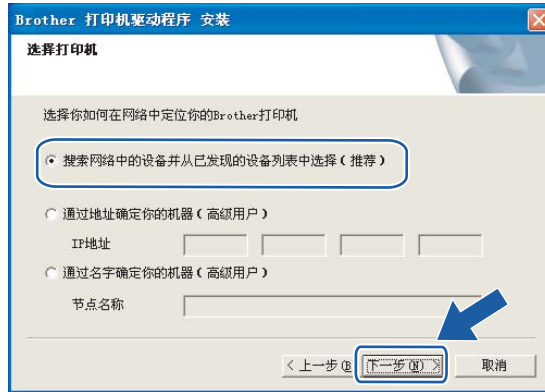 Brother 打印机驱动程序 安装
选择打印机
选择你如何在网络中定位你的Brother打印机
搜索网络中的设备并从已发现的设备列表中选择(推荐)
通过地址确定你的机器(高级用户)
IP地址
通过名字确定你的机器(高级用户)
节点名称
<上一步(B 下一步(N)> 取消